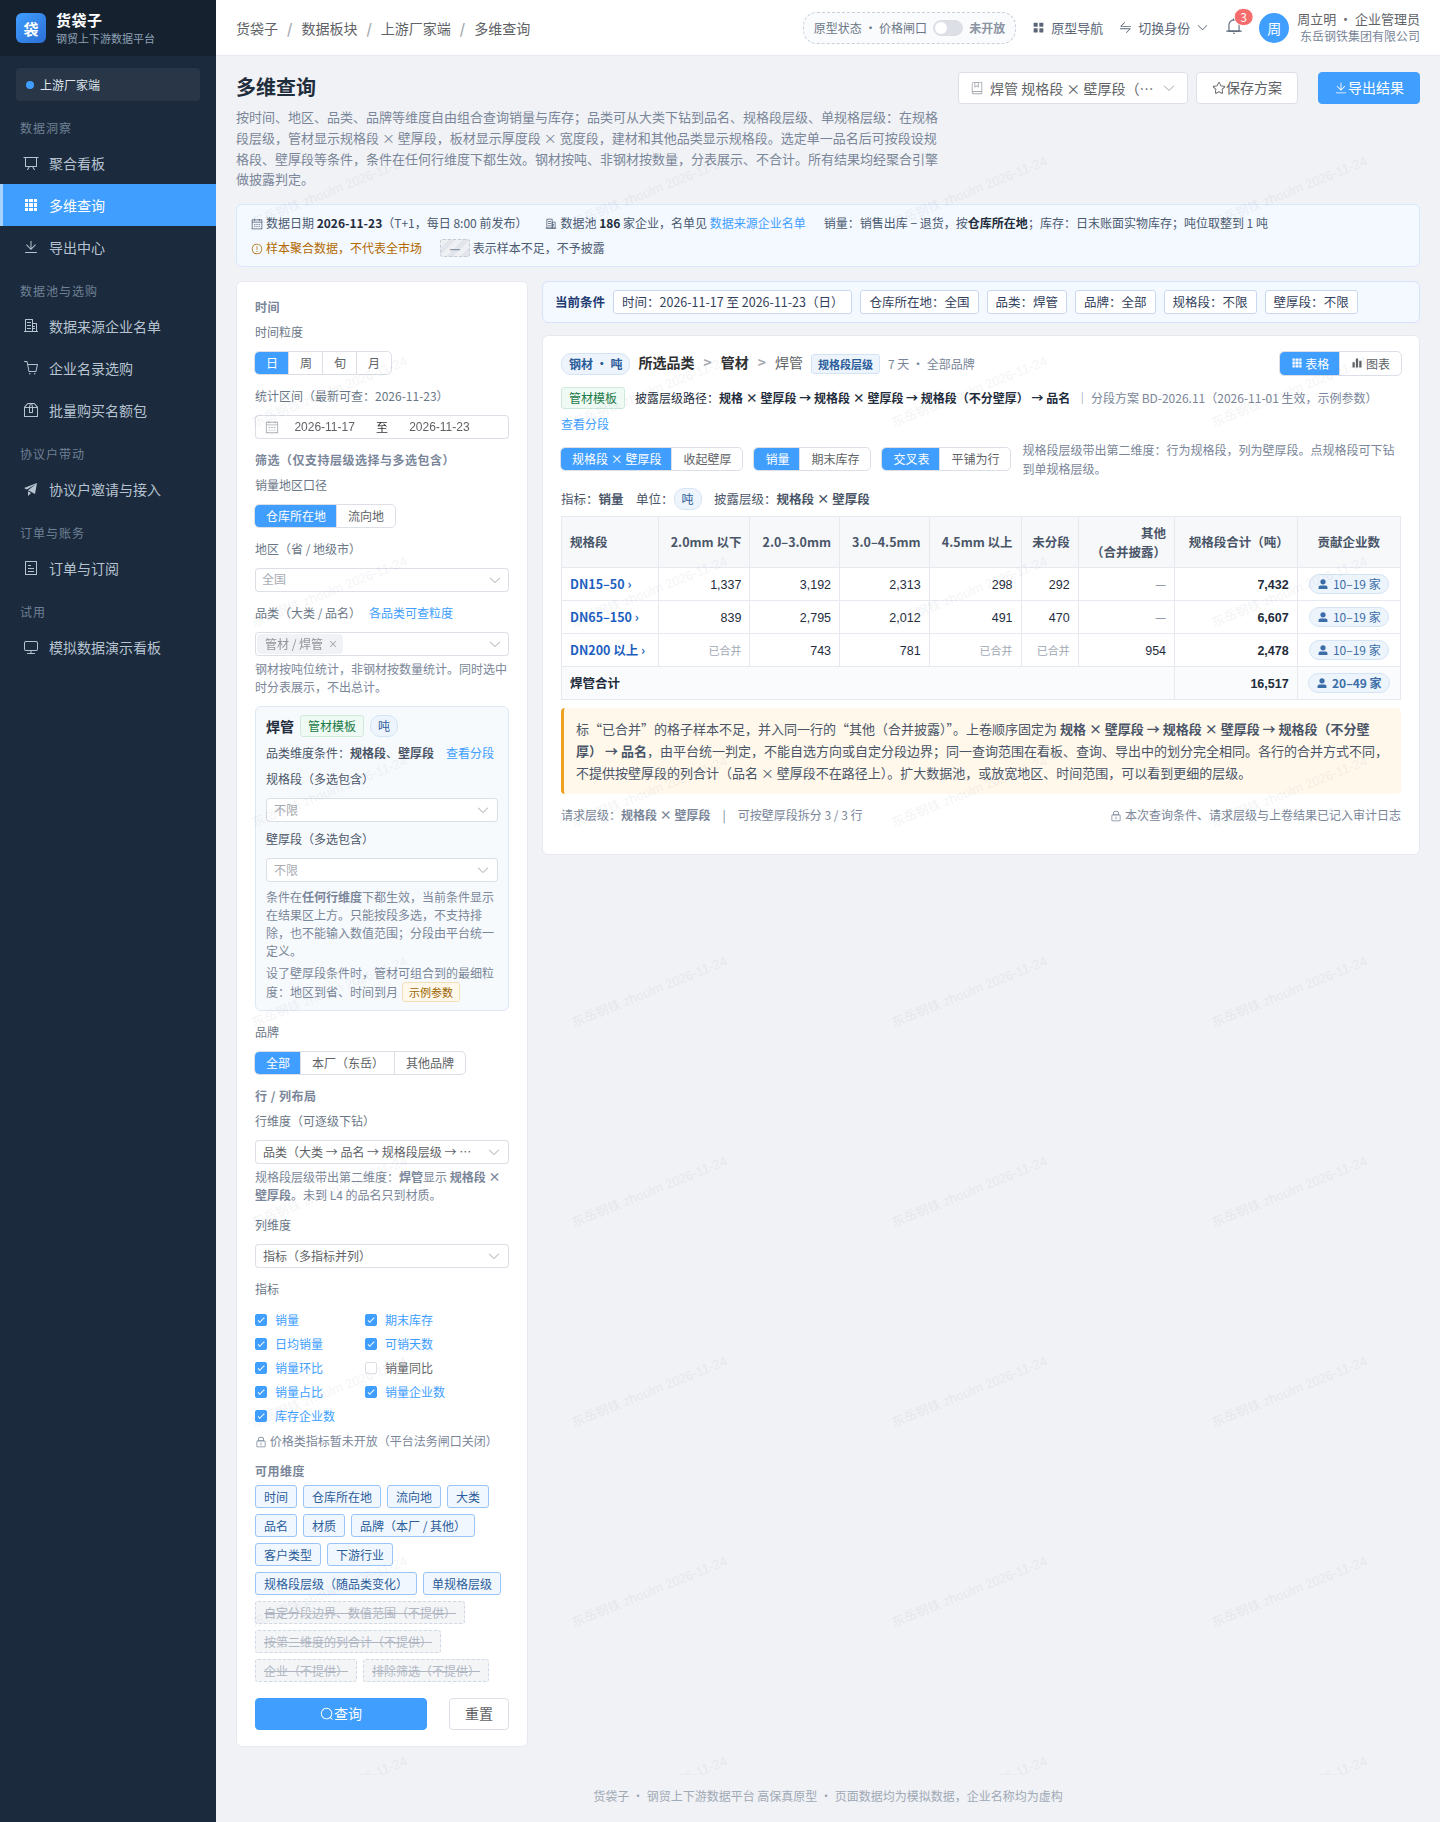 袋
货袋子
钢贸上下游数据平台
上游厂家端
数据洞察
聚合看板
多维查询
导出中心
数据池与选购
数据来源企业名单
企业名录选购
批量购买名额包
协议户带动
协议户邀请与接入
订单与账务
订单与订阅
试用
模拟数据演示看板
货袋子 / 数据板块 / 上游厂家端 / 多维查询
原型状态 · 价格闸口 未开放
原型导航
切换身份
3
周
周立明 · 企业管理员
东岳钢铁集团有限公司
多维查询
焊管 规格段 × 壁厚段（…
保存方案
导出结果
按时间、地区、品类、品牌等维度自由组合查询销量与库存；品类可从大类下钻到品名、规格段层级、单规格层级：在规格
段层级，管材显示规格段 × 壁厚段，板材显示厚度段 × 宽度段，建材和其他品类显示规格段。选定单一品名后可按段设规
格段、壁厚段等条件，条件在任何行维度下都生效。钢材按吨、非钢材按数量，分表展示、不合计。所有结果均经聚合引擎
做披露判定。
数据日期 2026-11-23（T+1，每日 8:00 前发布） 数据池 186 家企业，名单见 数据来源企业名单 销量：销售出库－退货，按仓库所在地；库存：日末账面实物库存；吨位取整到 1 吨
样本聚合数据，不代表全市场 — 表示样本不足，不予披露
时间
时间粒度
日 周 旬 月
统计区间（最新可查：2026-11-23）
2026-11-17 至 2026-11-23
筛选（仅支持层级选择与多选包含）
销量地区口径
仓库所在地 流向地
地区（省 / 地级市）
全国
品类（大类 / 品名） 各品类可查粒度
管材 / 焊管 ×
钢材按吨位统计，非钢材按数量统计。同时选中
时分表展示，不出总计。
焊管 管材模板 吨
品类维度条件：规格段、壁厚段 查看分段
规格段（多选包含）
不限
壁厚段（多选包含）
不限
条件在任何行维度下都生效，当前条件显示
在结果区上方。只能按段多选，不支持排
除，也不能输入数值范围；分段由平台统一
定义。
设了壁厚段条件时，管材可组合到的最细粒
度：地区到省、时间到月 示例参数
品牌
全部 本厂（东岳） 其他品牌
行 / 列布局
行维度（可逐级下钻）
品类（大类 → 品名 → 规格段层级 → …
规格段层级带出第二维度：焊管显示 规格段 ×
壁厚段。未到 L4 的品名只到材质。
列维度
指标（多指标并列）
指标
销量 期末库存
日均销量 可销天数
销量环比 销量同比
销量占比 销量企业数
库存企业数
价格类指标暂未开放（平台法务闸口关闭）
可用维度
时间 仓库所在地 流向地 大类
品名 材质 品牌（本厂 / 其他）
客户类型 下游行业
规格段层级（随品类变化） 单规格层级
自定分段边界、数值范围（不提供）
按第二维度的列合计（不提供）
企业（不提供） 排除筛选（不提供）
查询 重置
当前条件 时间：2026-11-17 至 2026-11-23（日） 仓库所在地：全国 品类：焊管 品牌：全部 规格段：不限 壁厚段：不限
钢材 · 吨 所选品类 > 管材 > 焊管 规格段层级 7 天 · 全部品牌
表格 图表
管材模板 披露层级路径：规格 × 壁厚段 → 规格段 × 壁厚段 → 规格段（不分壁厚） → 品名 | 分段方案 BD-2026.11（2026-11-01 生效，示例参数）
查看分段
规格段 × 壁厚段 收起壁厚 销量 期末库存 交叉表 平铺为行
规格段层级带出第二维度：行为规格段，列为壁厚段。点规格段可下钻
到单规格层级。
指标：销量 单位：吨 披露层级：规格段 × 壁厚段
规格段 2.0mm 以下 2.0–3.0mm 3.0–4.5mm 4.5mm 以上 未分段 其他（合并披露） 规格段合计（吨） 贡献企业数
DN15–50 › 1,337 3,192 2,313 298 292 — 7,432 10–19 家
DN65–150 › 839 2,795 2,012 491 470 — 6,607 10–19 家
DN200 以上 › 已合并 743 781 已合并 已合并 954 2,478 10–19 家
焊管合计 16,517 20–49 家
标“已合并”的格子样本不足，并入同一行的“其他（合并披露）”。上卷顺序固定为 规格 × 壁厚段 → 规格段 × 壁厚段 → 规格段（不分壁
厚） → 品名，由平台统一判定，不能自选方向或自定分段边界；同一查询范围在看板、查询、导出中的划分完全相同。各行的合并方式不同，
不提供按壁厚段的列合计（品名 × 壁厚段不在路径上）。扩大数据池，或放宽地区、时间范围，可以看到更细的层级。
请求层级：规格段 × 壁厚段 | 可按壁厚段拆分 3 / 3 行
本次查询条件、请求层级与上卷结果已记入审计日志
东岳钢铁 zhoulm 2026-11-24
货袋子 · 钢贸上下游数据平台 高保真原型 · 页面数据均为模拟数据，企业名称均为虚构